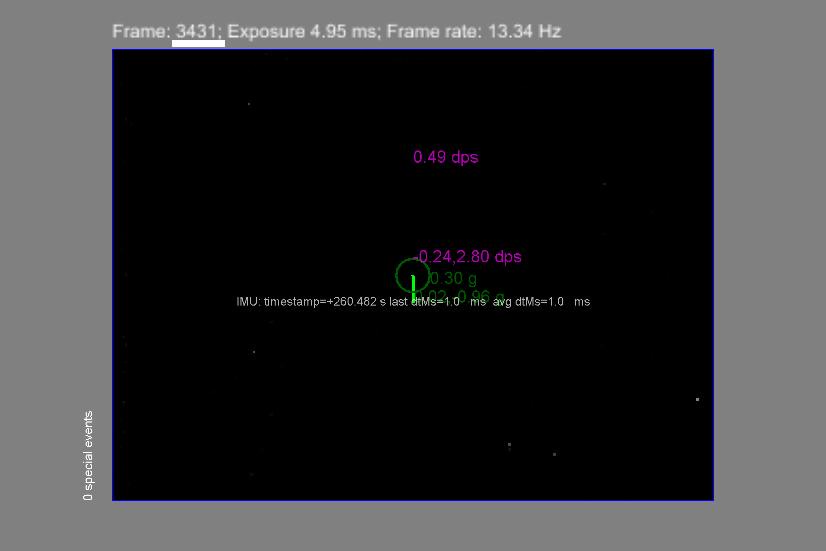 Frame: 3431; Exposure 4.95 ms; Frame rate: 13.34 Hz
0.49 dps
-0.24,2.80 dps
0.30 g
0.96 g
IMU: timestamp=+260.482 s last dtMs=1.0 ms avg dtMs=1.0 ms
0 special events